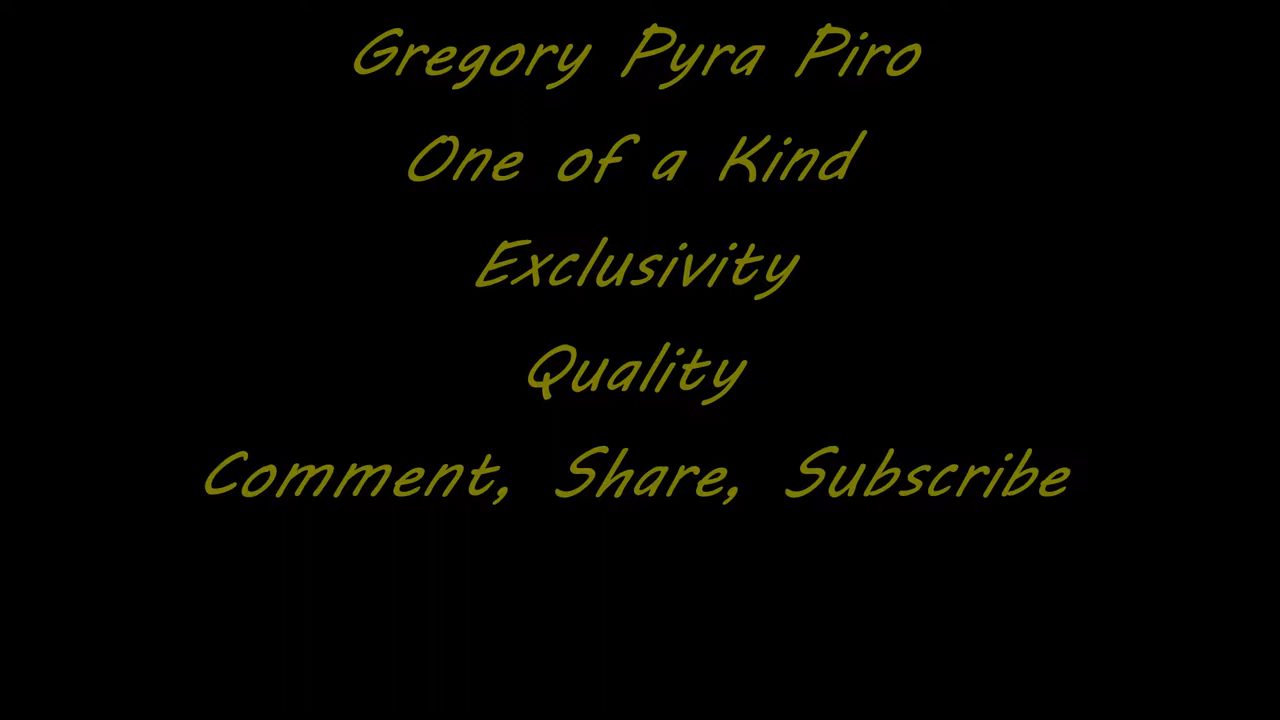 Gregory Pyra Piro
One of a Kind
Exclusivity
Quality
Comment, Share, Subscribe